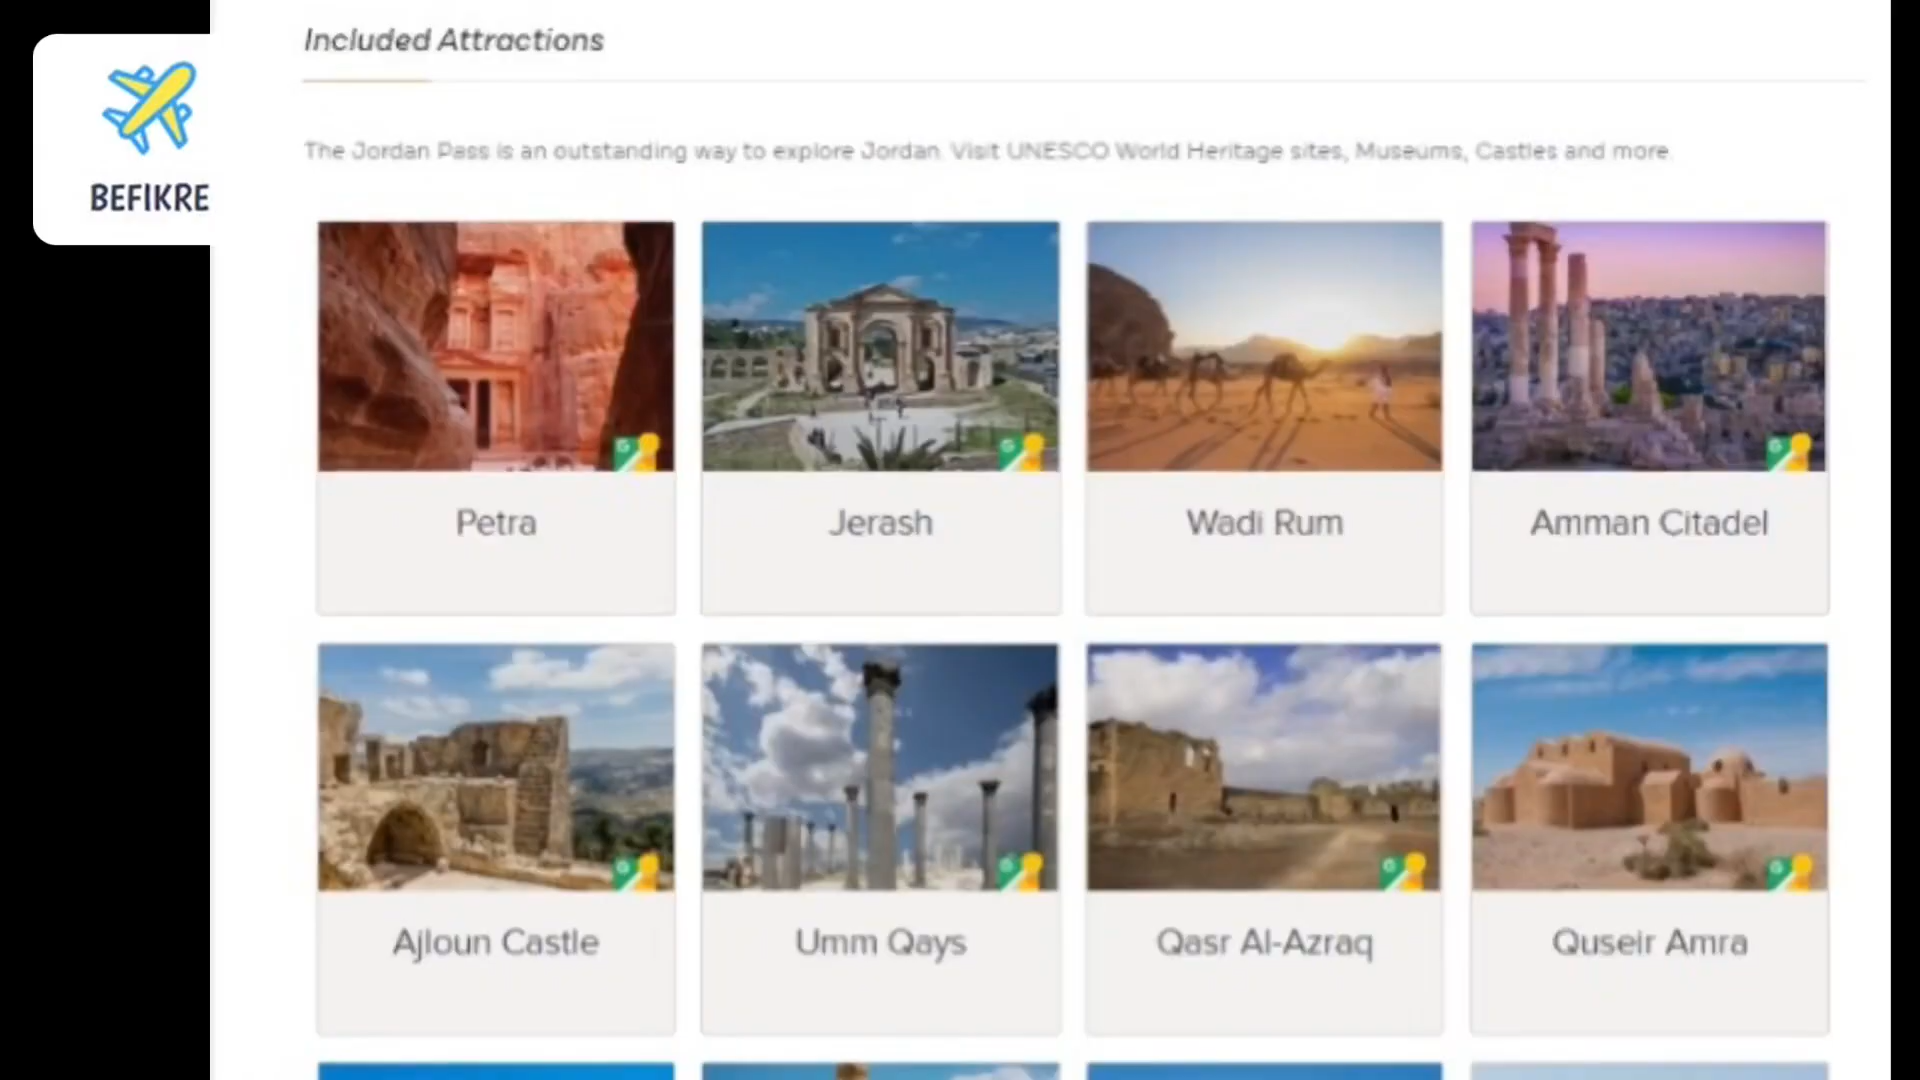 Included Attractions
BEFIKRE
The Jordan Pass is an outstanding way to explore Jordan. Visit UNESCO World Heritage sites, Museums, Castles and more.
Petra
Jerash
Wadi Rum
Amman Citadel
Ajloun Castle
Umm Qays
Qasr Al-Azraq
Quseir Amra